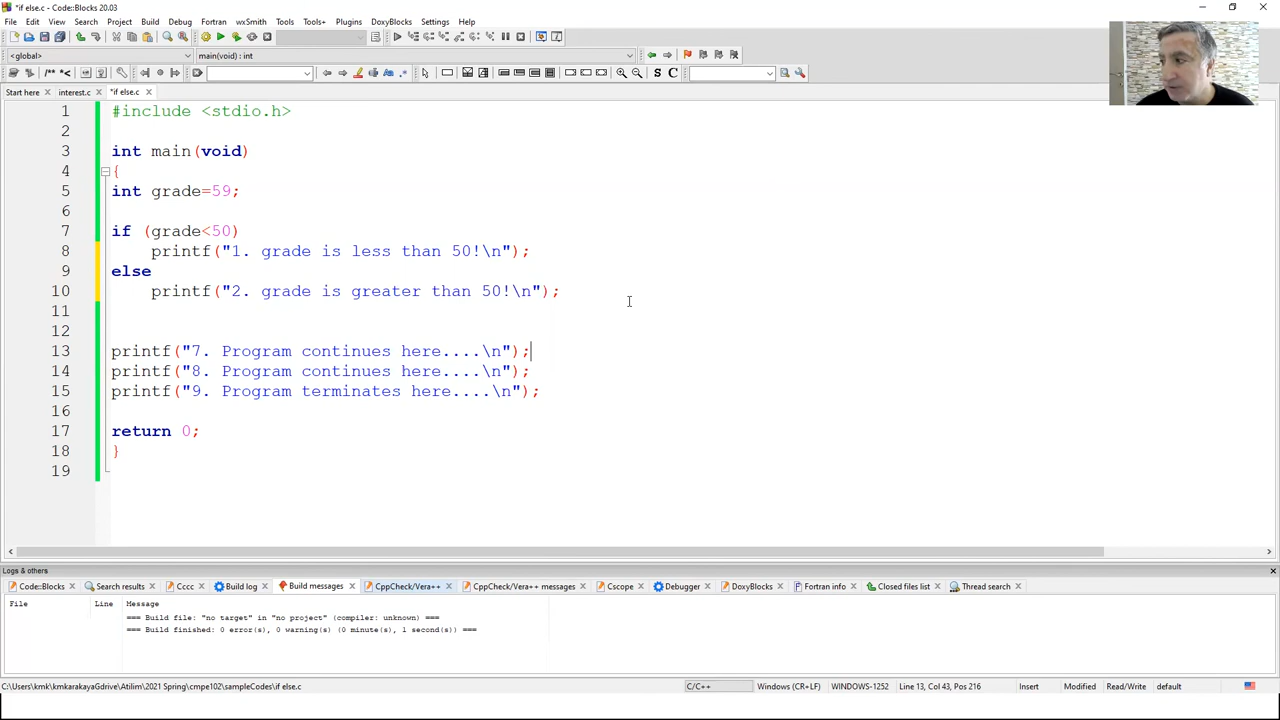 *if else.c - Code::Blocks 20.03
File Edit View Search Project Build Debug Fortran wxSmith Tools Tools+ Plugins DoxyBlocks Settings Help
<global> main(void) : int
/** *< S C
Start here interest.c *if else.c
1 #include <stdio.h>
2
3 int main(void)
4 {
5 int grade=59;
6
7 if (grade<50)
8 printf("1. grade is less than 50!\n");
9 else
10 printf("2. grade is greater than 50!\n");
11
12
13 printf("7. Program continues here....\n");
14 printf("8. Program continues here....\n");
15 printf("9. Program terminates here....\n");
16
17 return 0;
18 }
19
Logs & others
Code::Blocks Search results Cccc Build log Build messages CppCheck/Vera++ CppCheck/Vera++ messages Cscope Debugger DoxyBlocks Fortran info Closed files list Thread search
File Line Message
=== Build file: "no target" in "no project" (compiler: unknown) ===
=== Build finished: 0 error(s), 0 warning(s) (0 minute(s), 1 second(s)) ===
C:\Users\kmk\kmkarakayaGdrive\Atilim\2021 Spring\cmpe102\sampleCodes\if else.c C/C++ Windows (CR+LF) WINDOWS-1252 Line 13, Col 43, Pos 216 Insert Modified Read/Write default